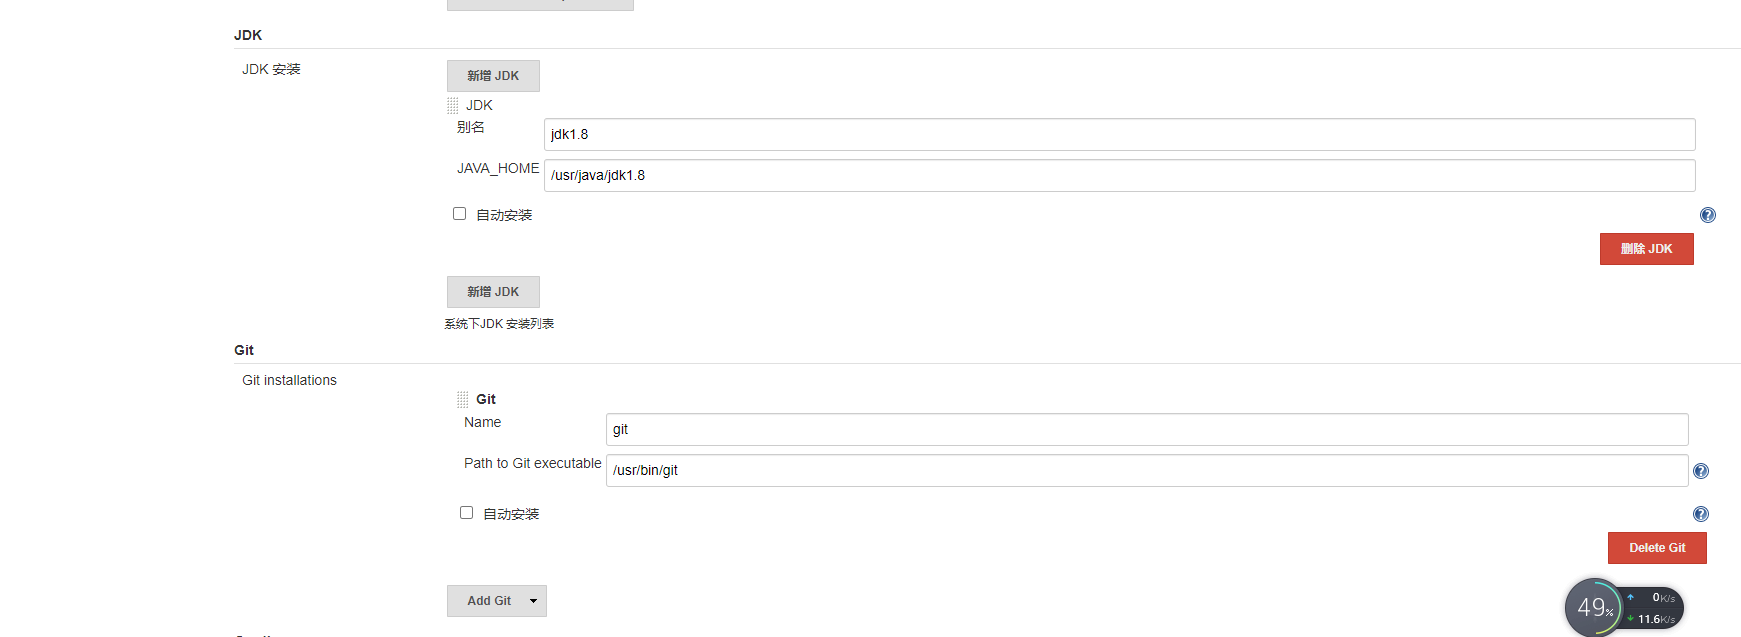 JDK
JDK 安装
新增 JDK
JDK
别名
jdk1.8
JAVA_HOME
/usr/java/jdk1.8
自动安装
删除 JDK
新增 JDK
系统下JDK 安装列表
Git
Git installations
Git
Name
git
Path to Git executable
/usr/bin/git
自动安装
Delete Git
Add Git
49%
0K/s
11.6K/s